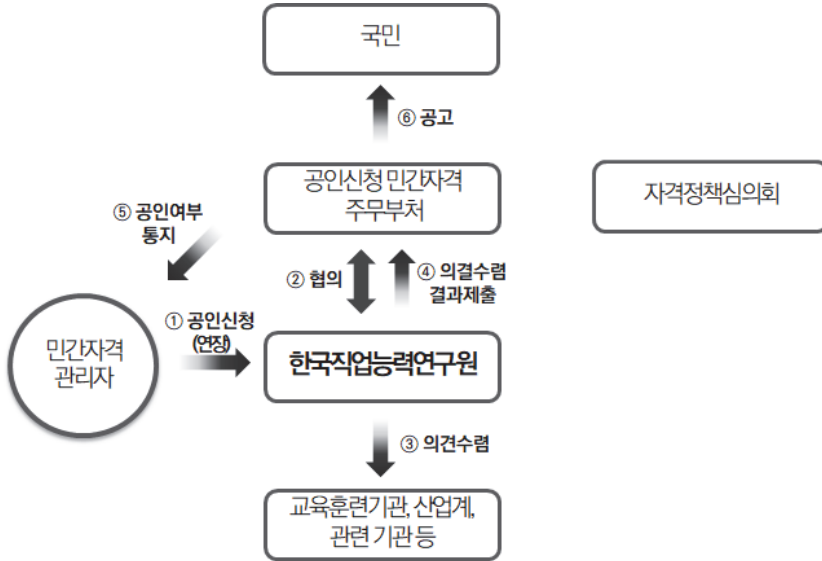 국민
⑥ 공고
공인신청 민간자격
주무부처
자격정책심의회
⑤ 공인여부
통지
② 협의
④ 의결수렴
결과제출
① 공인신청
(연장)
민간자격
관리자
한국직업능력연구원
③ 의견수렴
교육훈련기관, 산업계,
관련 기관 등